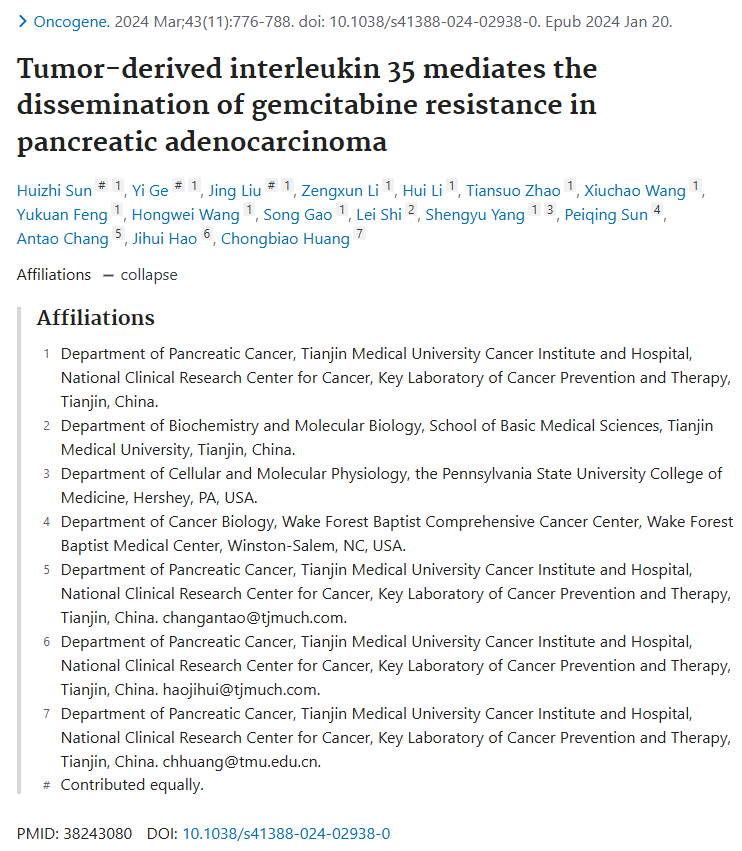 Oncogene. 2024 Mar;43(11):776-788. doi: 10.1038/s41388-024-02938-0. Epub 2024 Jan 20.
Tumor-derived interleukin 35 mediates the
dissemination of gemcitabine resistance in
pancreatic adenocarcinoma
Huizhi Sun # 1, Yi Ge # 1, Jing Liu # 1, Zengxun Li 1, Hui Li 1, Tiansuo Zhao 1, Xiuchao Wang 1,
Yukuan Feng 1, Hongwei Wang 1, Song Gao 1, Lei Shi 2, Shengyu Yang 1 3, Peiqing Sun 4,
Antao Chang 5, Jihui Hao 6, Chongbiao Huang 7
Affiliations — collapse
Affiliations
1 Department of Pancreatic Cancer, Tianjin Medical University Cancer Institute and Hospital,
National Clinical Research Center for Cancer, Key Laboratory of Cancer Prevention and Therapy,
Tianjin, China.
2 Department of Biochemistry and Molecular Biology, School of Basic Medical Sciences, Tianjin
Medical University, Tianjin, China.
3 Department of Cellular and Molecular Physiology, the Pennsylvania State University College of
Medicine, Hershey, PA, USA.
4 Department of Cancer Biology, Wake Forest Baptist Comprehensive Cancer Center, Wake Forest
Baptist Medical Center, Winston-Salem, NC, USA.
5 Department of Pancreatic Cancer, Tianjin Medical University Cancer Institute and Hospital,
National Clinical Research Center for Cancer, Key Laboratory of Cancer Prevention and Therapy,
Tianjin, China. changantao@tjmuch.com.
6 Department of Pancreatic Cancer, Tianjin Medical University Cancer Institute and Hospital,
National Clinical Research Center for Cancer, Key Laboratory of Cancer Prevention and Therapy,
Tianjin, China. haojihui@tjmuch.com.
7 Department of Pancreatic Cancer, Tianjin Medical University Cancer Institute and Hospital,
National Clinical Research Center for Cancer, Key Laboratory of Cancer Prevention and Therapy,
Tianjin, China. chhuang@tmu.edu.cn.
# Contributed equally.
PMID: 38243080 DOI: 10.1038/s41388-024-02938-0